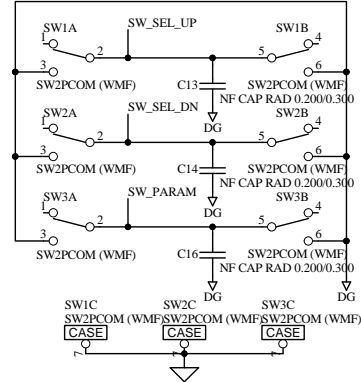 SW1A SW_SEL_UP SW1B
1 2 5 4
3 C13 6
SW2PCOM (WMF) SW2PCOM (WMF)
NF CAP RAD 0.200/0.300
SW2A SW_SEL_DN DG SW2B
1 2 5 4
3 C14 6
SW2PCOM (WMF) SW2PCOM (WMF)
NF CAP RAD 0.200/0.300
SW3A SW_PARAM DG SW3B
1 2 5 4
3 C16 6
SW2PCOM (WMF) SW2PCOM (WMF)
NF CAP RAD 0.200/0.300
DG DG
SW1C SW2C SW3C
SW2PCOM (WMF) SW2PCOM (WMF) SW2PCOM (WMF)
CASE CASE CASE
7 7 7